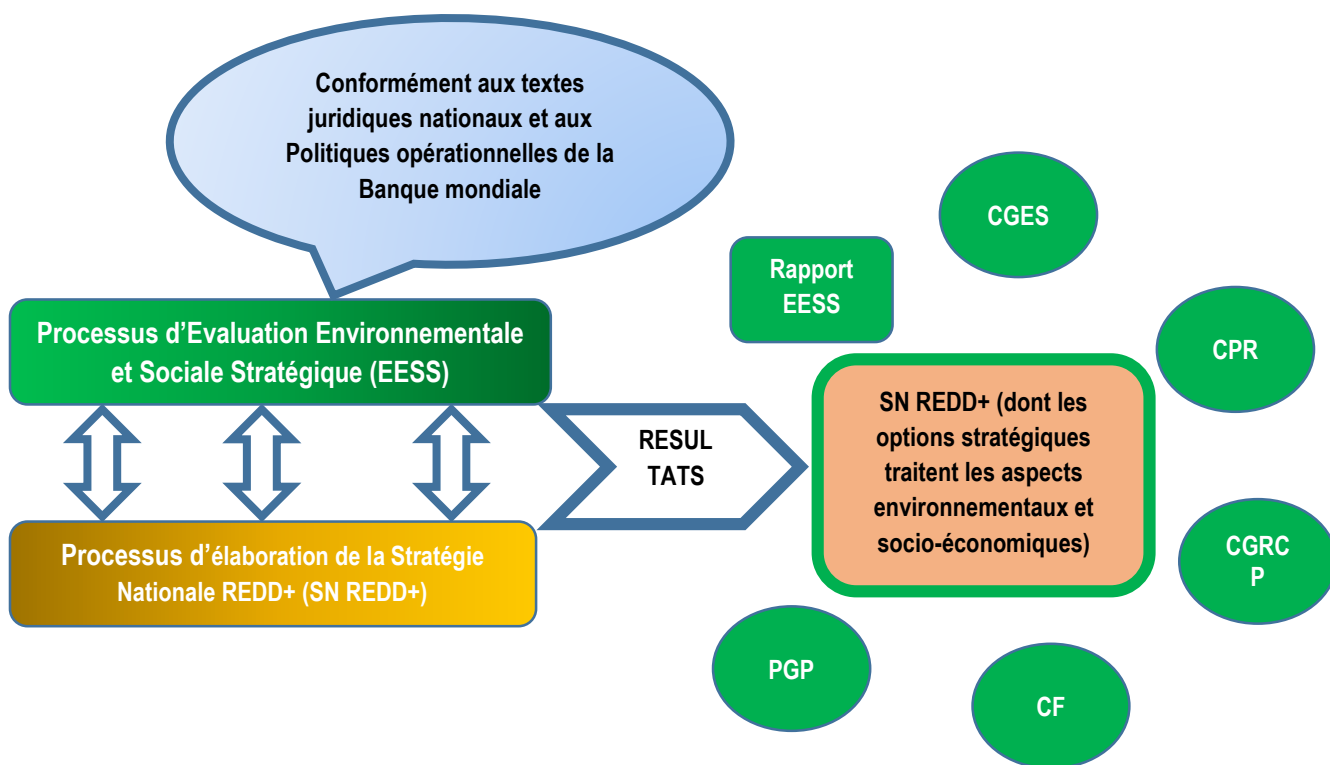 Conformément aux textes
juridiques nationaux et aux
Politiques opérationnelles de la
Banque mondiale
Processus d'Evaluation Environnementale
et Sociale Stratégique (EESS)
Processus d'élaboration de la Stratégie
Nationale REDD+ (SN REDD+)
RESUL
TATS
Rapport
EESS
CGES
CPR
SN REDD+ (dont les
options stratégiques
traitent les aspects
environnementaux et
socio-économiques)
CGRC
P
PGP
CF